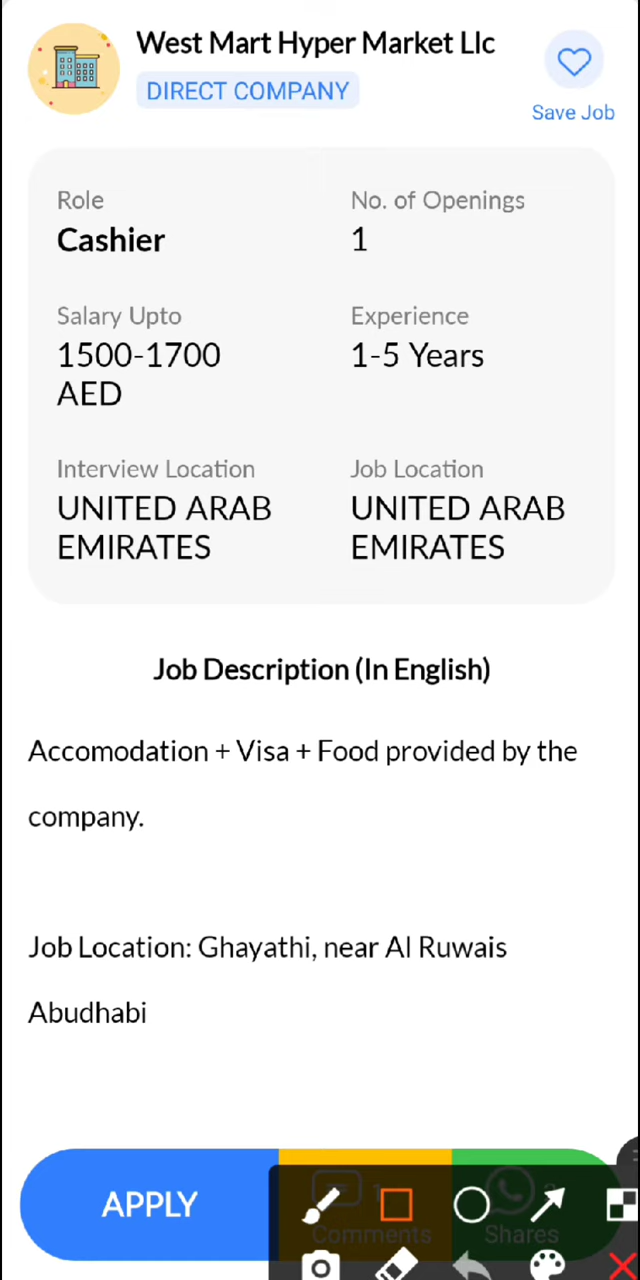 West Mart Hyper Market Llc
DIRECT COMPANY
Save Job
Role
Cashier
No. of Openings
1
Salary Upto
1500-1700
AED
Experience
1-5 Years
Interview Location
UNITED ARAB
EMIRATES
Job Location
UNITED ARAB
EMIRATES
Job Description (In English)
Accomodation + Visa + Food provided by the
company.
Job Location: Ghayathi, near Al Ruwais
Abudhabi
APPLY
Comments
Shares